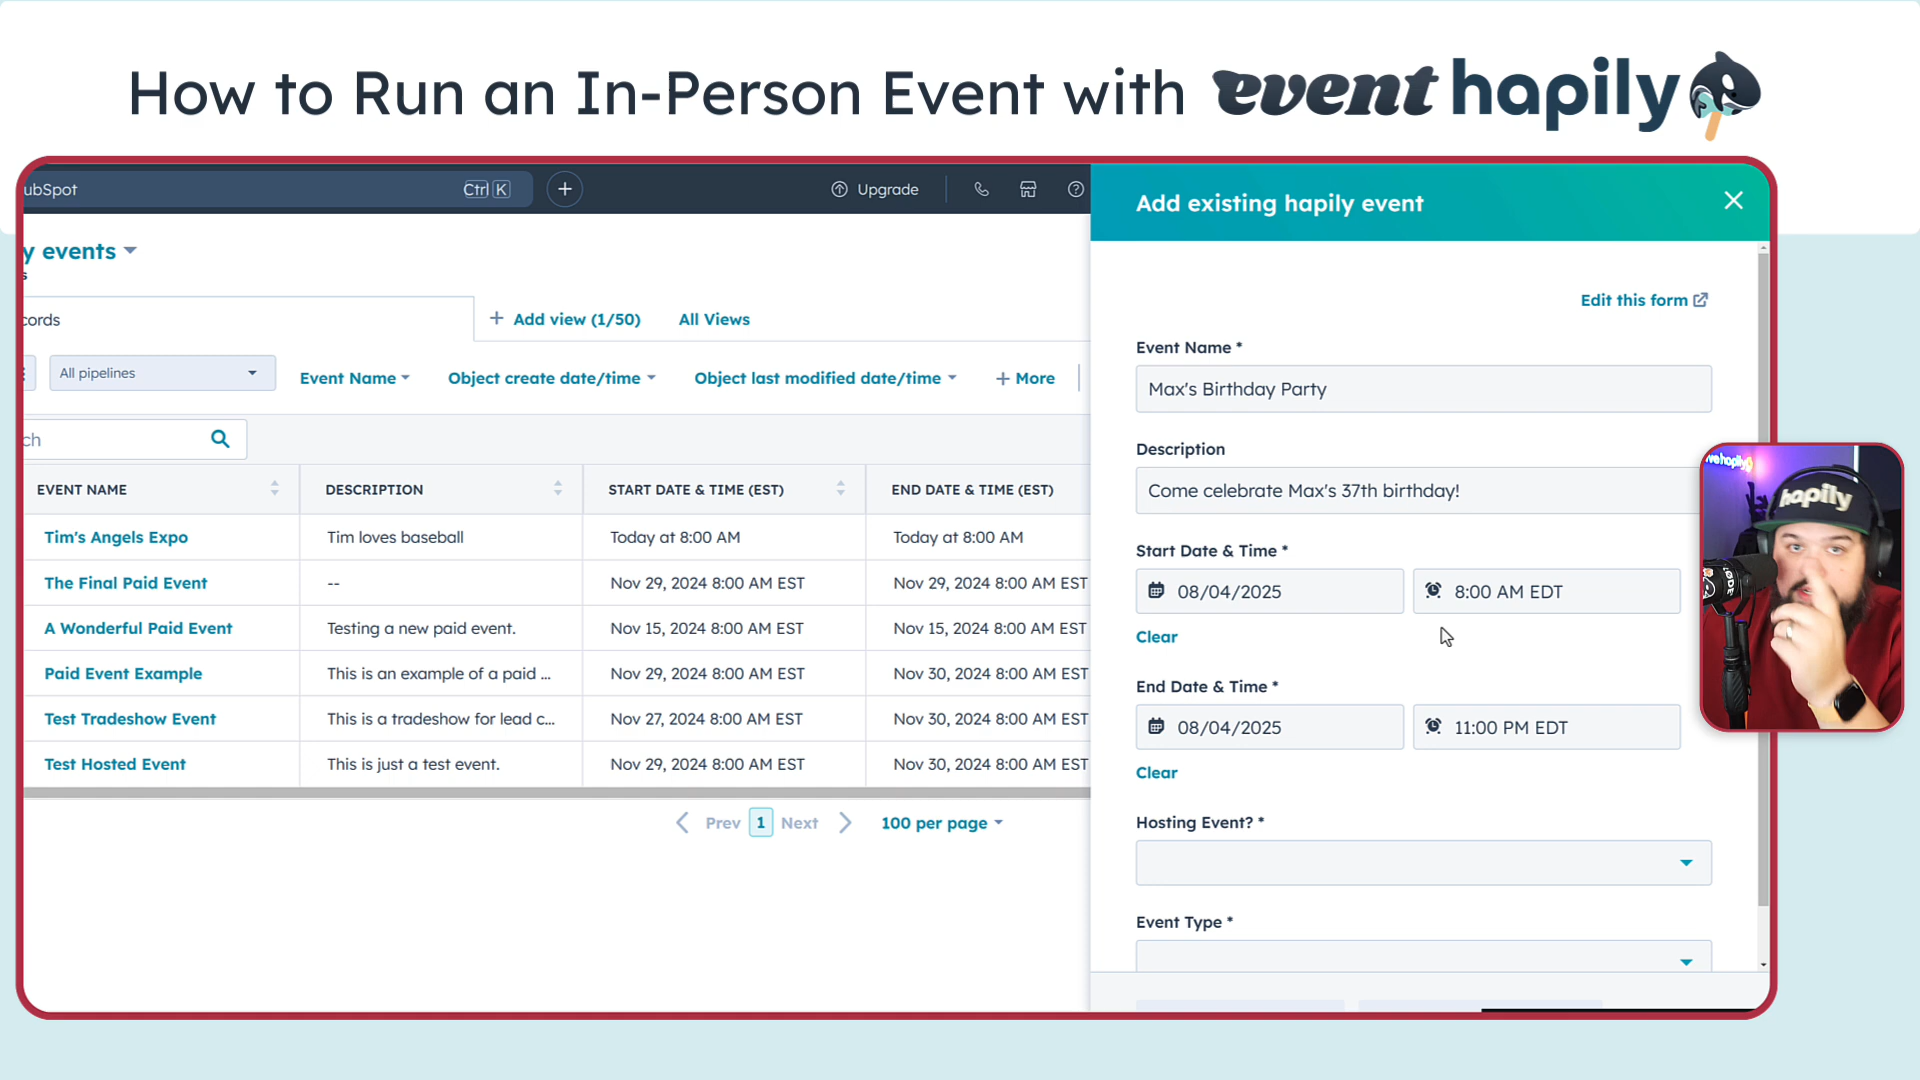 How to Run an In-Person Event with event hapily
ubSpot
Ctrl K
Upgrade
y events
s
cords
Add view (1/50)
All Views
All pipelines
Event Name
Object create date/time
Object last modified date/time
More
ch
EVENT NAME DESCRIPTION START DATE & TIME (EST) END DATE & TIME (EST)
Tim's Angels Expo Tim loves baseball Today at 8:00 AM Today at 8:00 AM
The Final Paid Event -- Nov 29, 2024 8:00 AM EST Nov 29, 2024 8:00 AM EST
A Wonderful Paid Event Testing a new paid event. Nov 15, 2024 8:00 AM EST Nov 15, 2024 8:00 AM EST
Paid Event Example This is an example of a paid ... Nov 29, 2024 8:00 AM EST Nov 30, 2024 8:00 AM EST
Test Tradeshow Event This is a tradeshow for lead c... Nov 27, 2024 8:00 AM EST Nov 30, 2024 8:00 AM EST
Test Hosted Event This is just a test event. Nov 29, 2024 8:00 AM EST Nov 30, 2024 8:00 AM EST
Prev 1 Next
100 per page
Add existing hapily event
Edit this form
Event Name *
Max's Birthday Party
Description
Come celebrate Max's 37th birthday!
Start Date & Time *
08/04/2025 8:00 AM EDT
Clear
End Date & Time *
08/04/2025 11:00 PM EDT
Clear
Hosting Event? *
Event Type *
hapily
RØDE